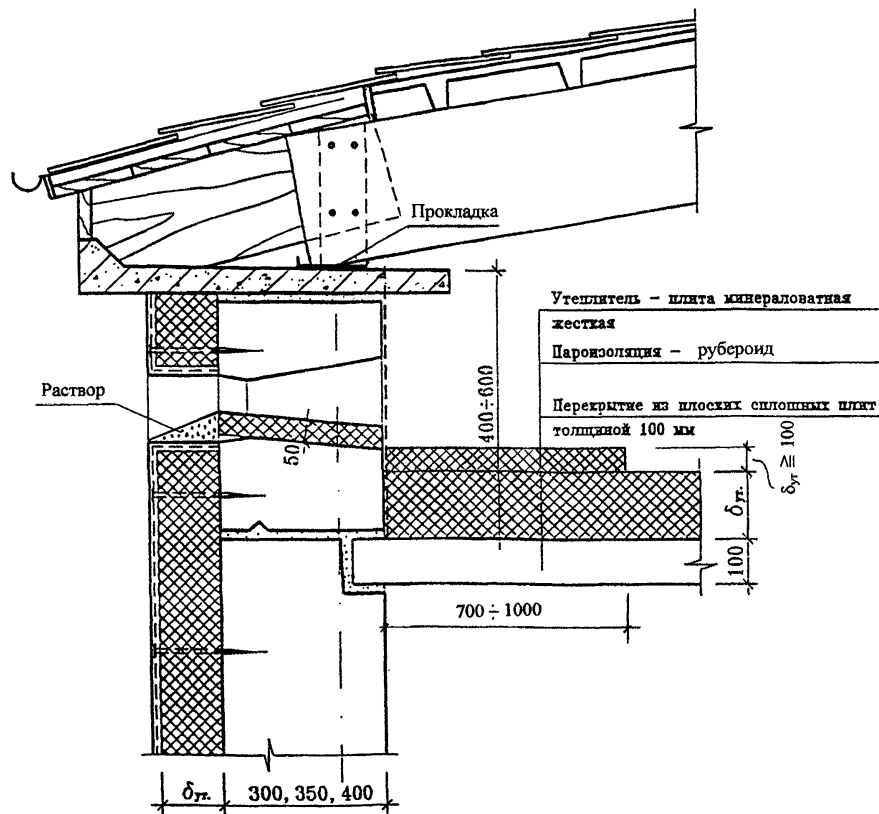 Прокладка
Утеплитель – плита минераловатная
жесткая
Пароизоляция – рубероид
Раствор
Перекрытие из плоских сплошных плит
толщиной 100 мм
400÷600
50
δут ≥ 100
δут.
100
700÷1000
δут.
300, 350, 400